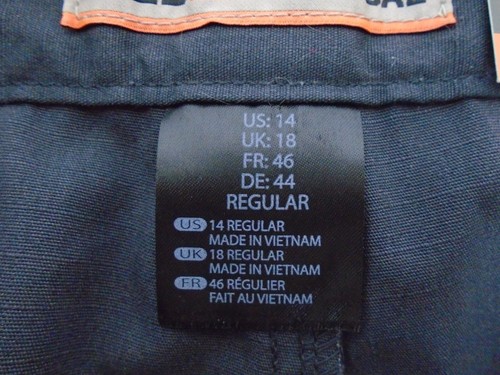 US: 14
UK: 18
FR: 46
DE: 44
REGULAR
US 14 REGULAR
MADE IN VIETNAM
UK 18 REGULAR
MADE IN VIETNAM
FR 46 RÉGULIER
FAIT AU VIETNAM